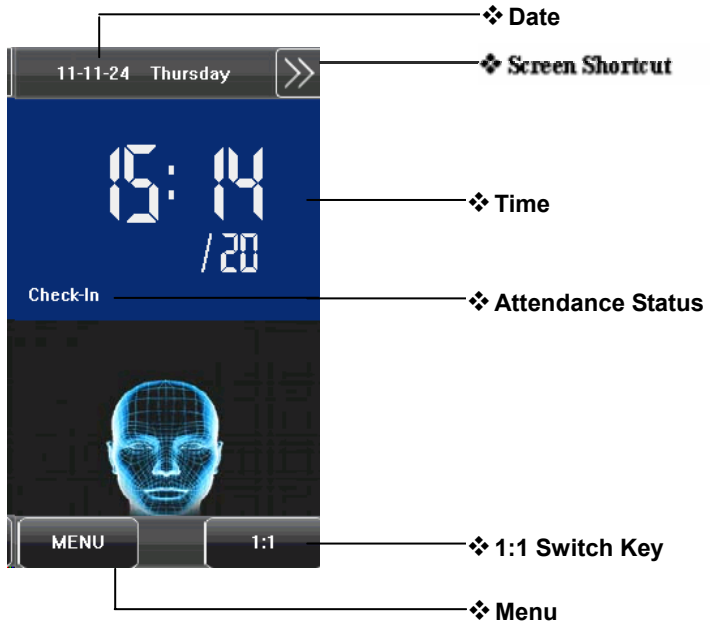 ❖ Date
11-11-24 Thursday
❖ Screen Shortcut
15:14
❖ Time
/20
Check-In
❖ Attendance Status
MENU
1:1
❖ 1:1 Switch Key
❖ Menu